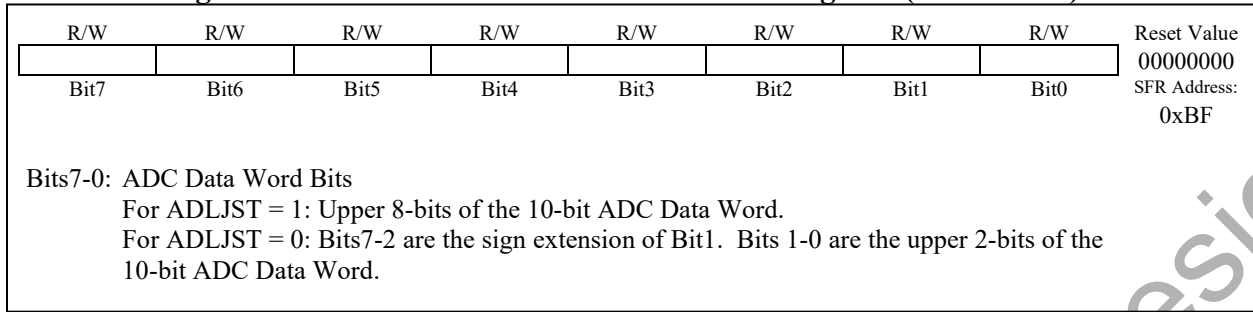 R/W R/W R/W R/W R/W R/W R/W R/W Reset Value
00000000
Bit7 Bit6 Bit5 Bit4 Bit3 Bit2 Bit1 Bit0 SFR Address:
0xBF
Bits7-0: ADC Data Word Bits
For ADLJST = 1: Upper 8-bits of the 10-bit ADC Data Word.
For ADLJST = 0: Bits7-2 are the sign extension of Bit1. Bits 1-0 are the upper 2-bits of the
10-bit ADC Data Word.